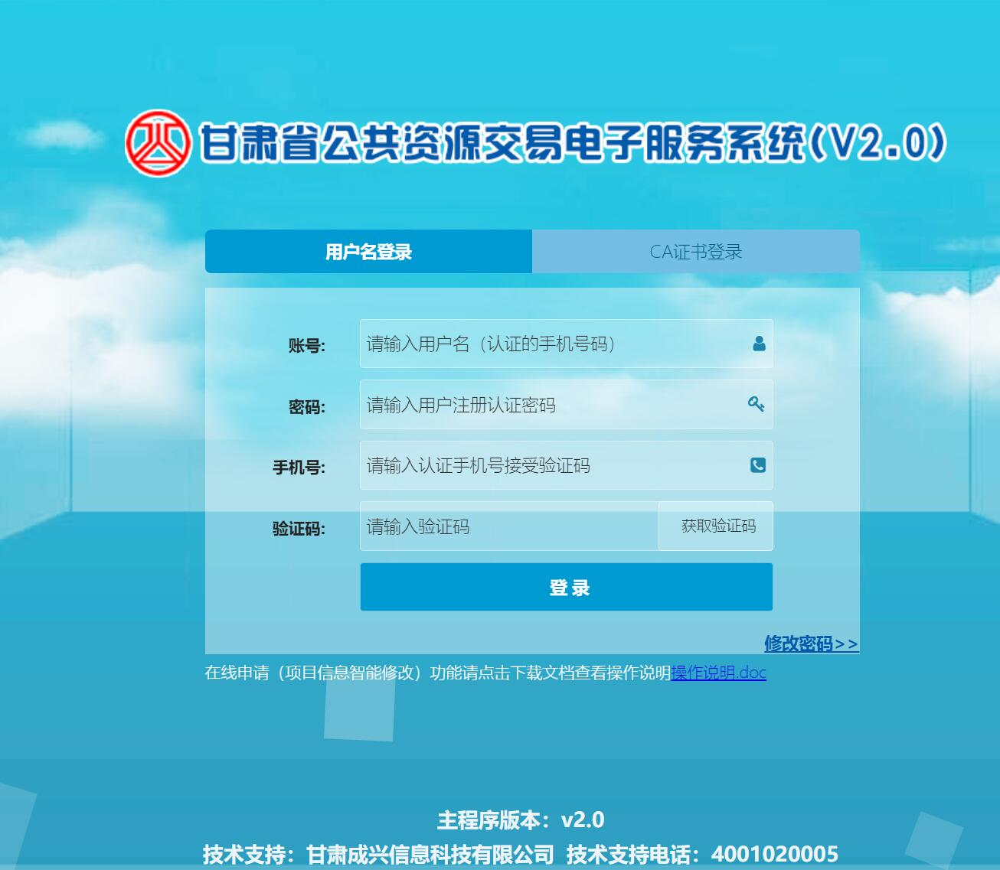 甘肃省公共资源交易电子服务系统(V2.0)
用户名登录 CA证书登录
账号: 请输入用户名（认证的手机号码）
密码: 请输入用户注册认证密码
手机号: 请输入认证手机号接受验证码
验证码: 请输入验证码 获取验证码
登 录
修改密码>>
在线申请（项目信息智能修改）功能请点击下载文档查看操作说明操作说明.doc
主程序版本：v2.0
技术支持：甘肃成兴信息科技有限公司 技术支持电话：4001020005